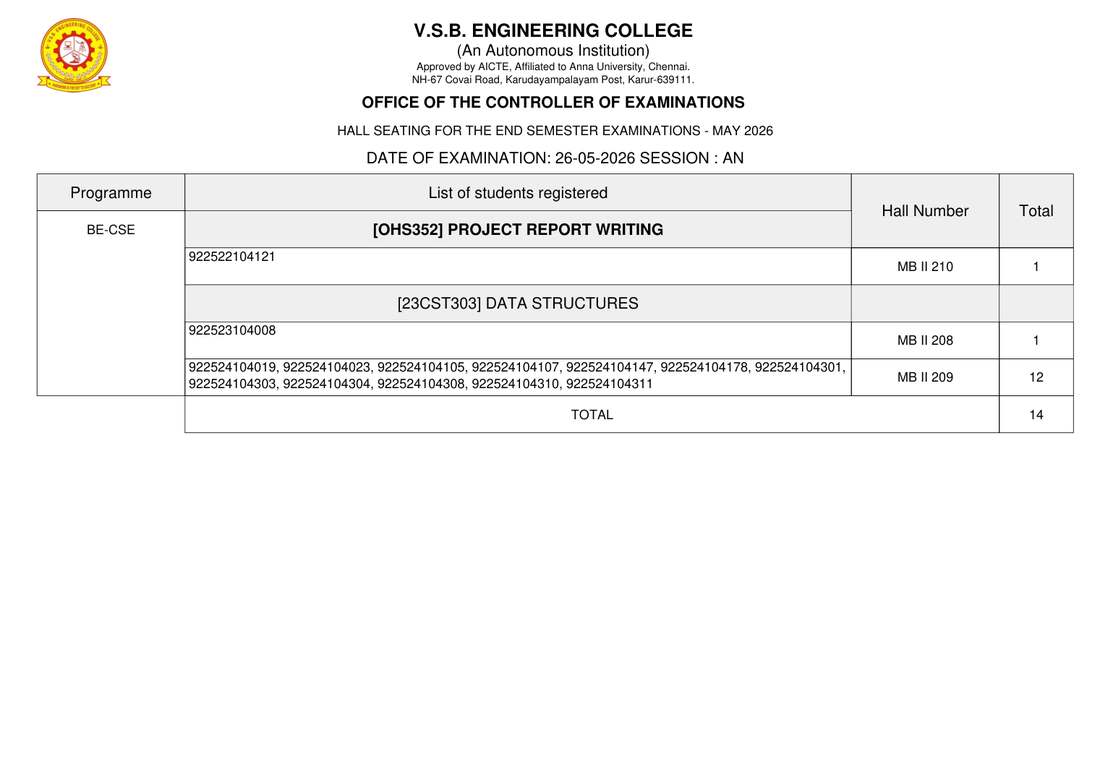 V.S.B. ENGINEERING COLLEGE
(An Autonomous Institution)
Approved by AICTE, Affiliated to Anna University, Chennai.
NH-67 Covai Road, Karudayampalayam Post, Karur-639111.
OFFICE OF THE CONTROLLER OF EXAMINATIONS
HALL SEATING FOR THE END SEMESTER EXAMINATIONS - MAY 2026
DATE OF EXAMINATION: 26-05-2026 SESSION : AN
Programme
List of students registered
Hall Number
Total
BE-CSE
[OHS352] PROJECT REPORT WRITING
922522104121
MB II 210
1
[23CST303] DATA STRUCTURES
922523104008
MB II 208
1
922524104019, 922524104023, 922524104105, 922524104107, 922524104147, 922524104178, 922524104301,
922524104303, 922524104304, 922524104308, 922524104310, 922524104311
MB II 209
12
TOTAL
14